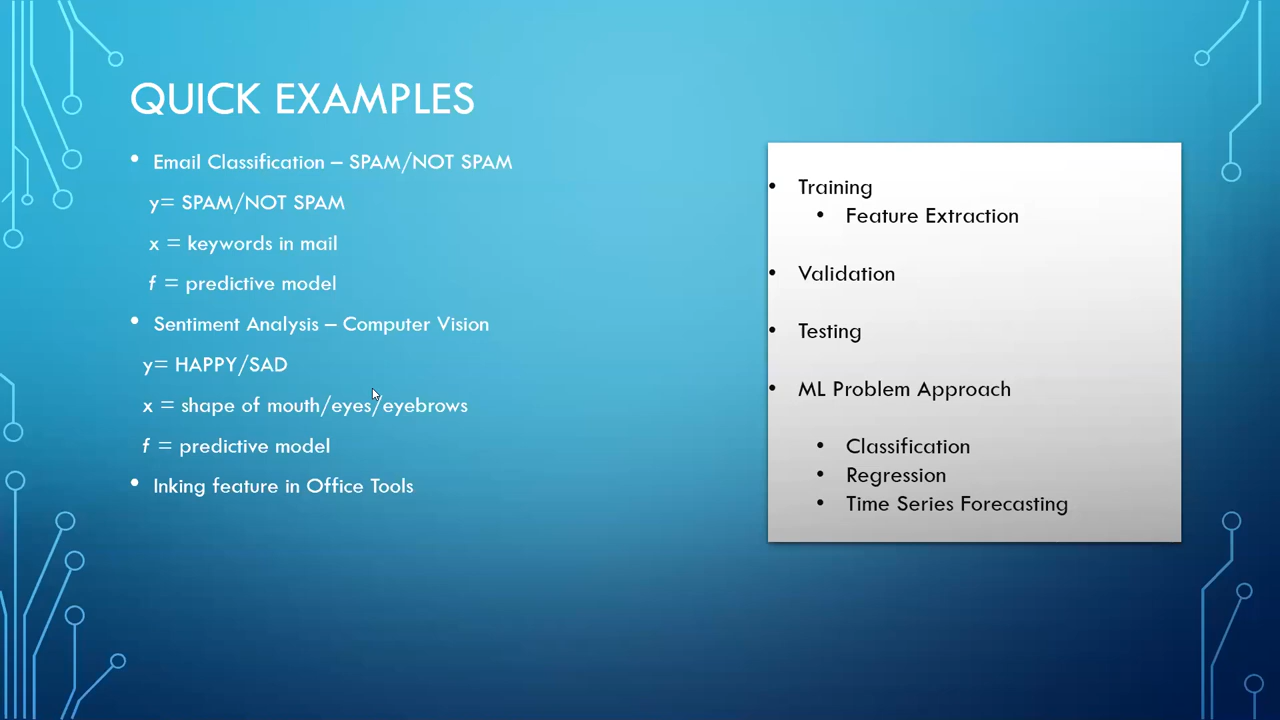 QUICK EXAMPLES
• Email Classification – SPAM/NOT SPAM
y= SPAM/NOT SPAM
x = keywords in mail
f = predictive model
• Sentiment Analysis – Computer Vision
y= HAPPY/SAD
x = shape of mouth/eyes/eyebrows
f = predictive model
• Inking feature in Office Tools
• Training
• Feature Extraction
• Validation
• Testing
• ML Problem Approach
• Classification
• Regression
• Time Series Forecasting